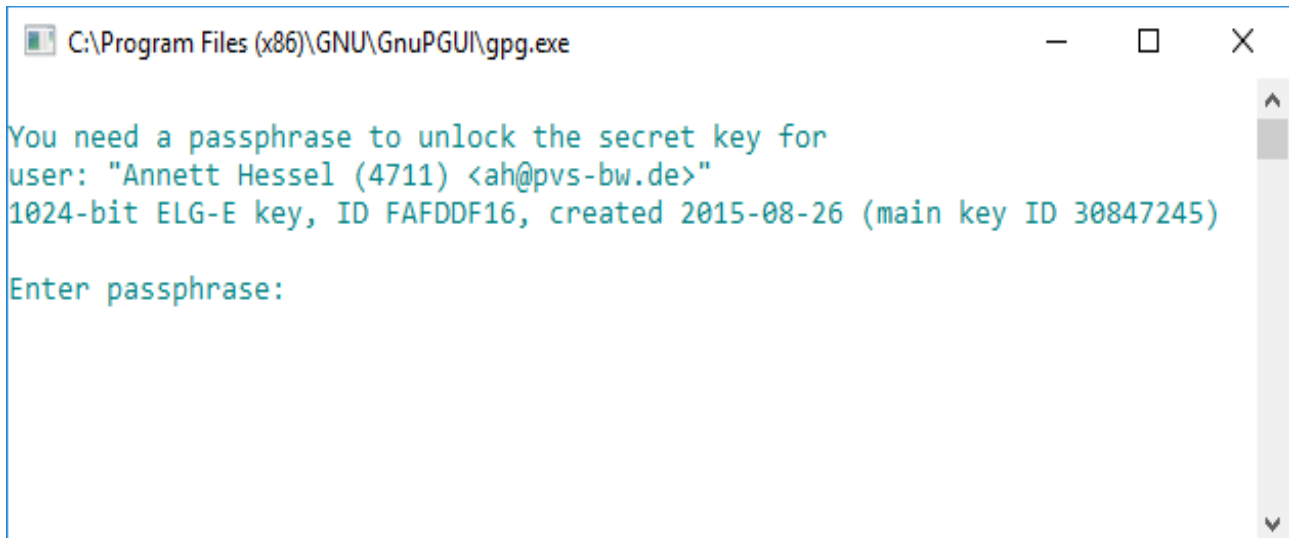 C:\Program Files (x86)\GNU\GnuPGUI\gpg.exe
You need a passphrase to unlock the secret key for
user: "Annett Hessel (4711) <ah@pvs-bw.de>"
1024-bit ELG-E key, ID FAFDDF16, created 2015-08-26 (main key ID 30847245)
Enter passphrase: